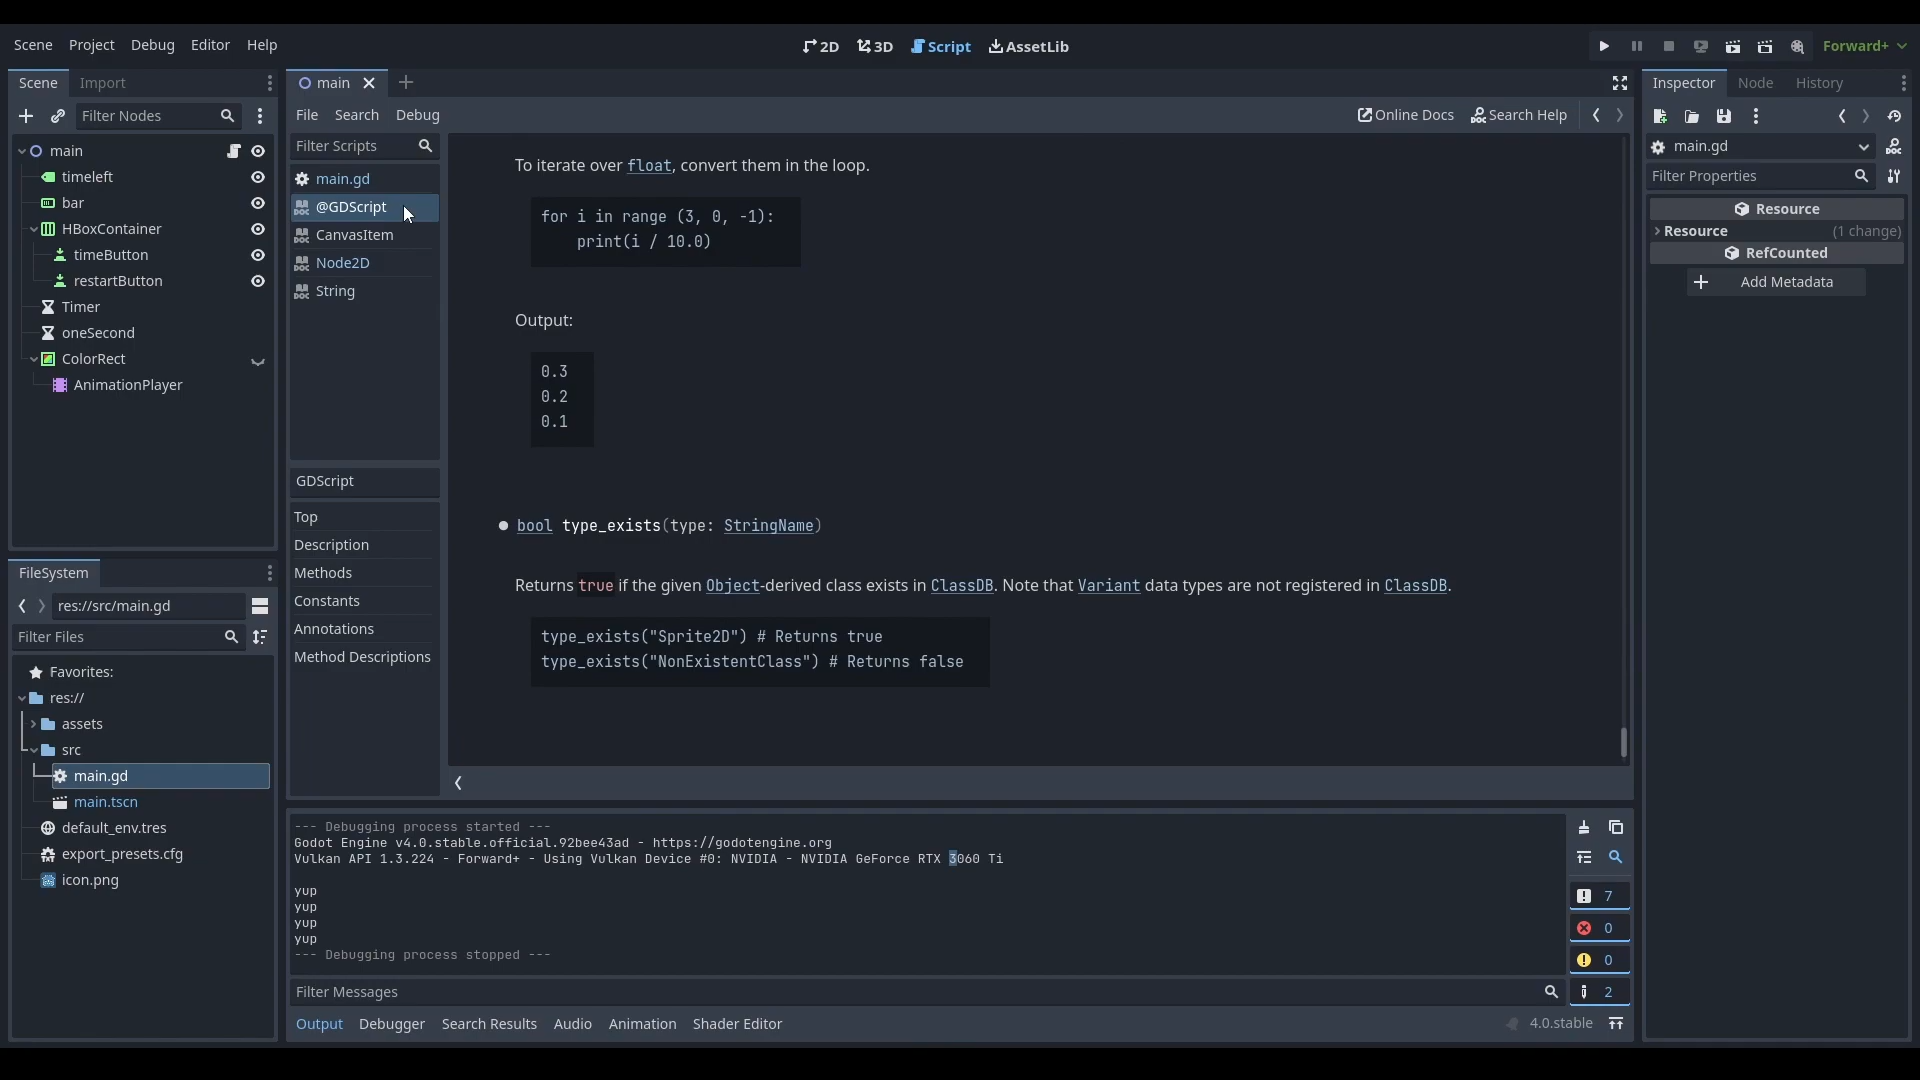 Scene Project Debug Editor Help
2D 3D Script AssetLib
Forward+
Scene Import
Filter Nodes
main
timeleft
bar
HBoxContainer
timeButton
restartButton
Timer
oneSecond
ColorRect
AnimationPlayer
FileSystem
res://src/main.gd
Filter Files
Favorites:
res://
assets
src
main.gd
main.tscn
default_env.tres
export_presets.cfg
icon.png
main
File Search Debug
Online Docs Search Help
Filter Scripts
main.gd
@GDScript
CanvasItem
Node2D
String
GDScript
Top
Description
Methods
Constants
Annotations
Method Descriptions
To iterate over float, convert them in the loop.
for i in range (3, 0, -1):
print(i / 10.0)
Output:
0.3
0.2
0.1
bool type_exists(type: StringName)
Returns true if the given Object-derived class exists in ClassDB. Note that Variant data types are not registered in ClassDB.
type_exists("Sprite2D") # Returns true
type_exists("NonExistentClass") # Returns false
--- Debugging process started ---
Godot Engine v4.0.stable.official.92bee43ad - https://godotengine.org
Vulkan API 1.3.224 - Forward+ - Using Vulkan Device #0: NVIDIA - NVIDIA GeForce RTX 3060 Ti
yup
yup
yup
yup
--- Debugging process stopped ---
7
0
0
2
Filter Messages
Output Debugger Search Results Audio Animation Shader Editor
4.0.stable
Inspector Node History
main.gd
Filter Properties
Resource
Resource (1 change)
RefCounted
Add Metadata